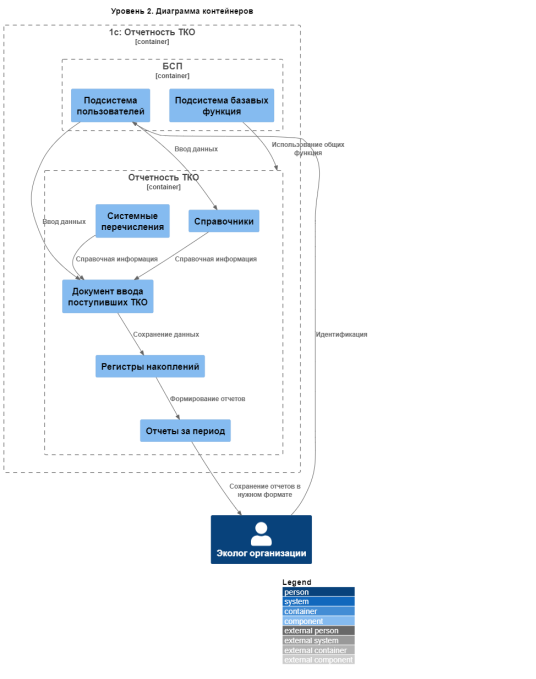 Уровень 2. Диаграмма контейнеров
1с: Отчетность ТКО
[container]
БСП
[container]
Подсистема
пользователей
Подсистема базовых
функция
Использование общих
функция
Ввод данных
Отчетность ТКО
[container]
Системные
перечисления
Справочники
Ввод данных
Справочная информация
Справочная информация
Документ ввода
поступивших ТКО
Сохранение данных
Идентификация
Регистры накоплений
Формирование отчетов
Отчеты за период
Сохранение отчетов в
нужном формате
Эколог организации
Legend
person
system
container
component
external person
external system
external container
external component